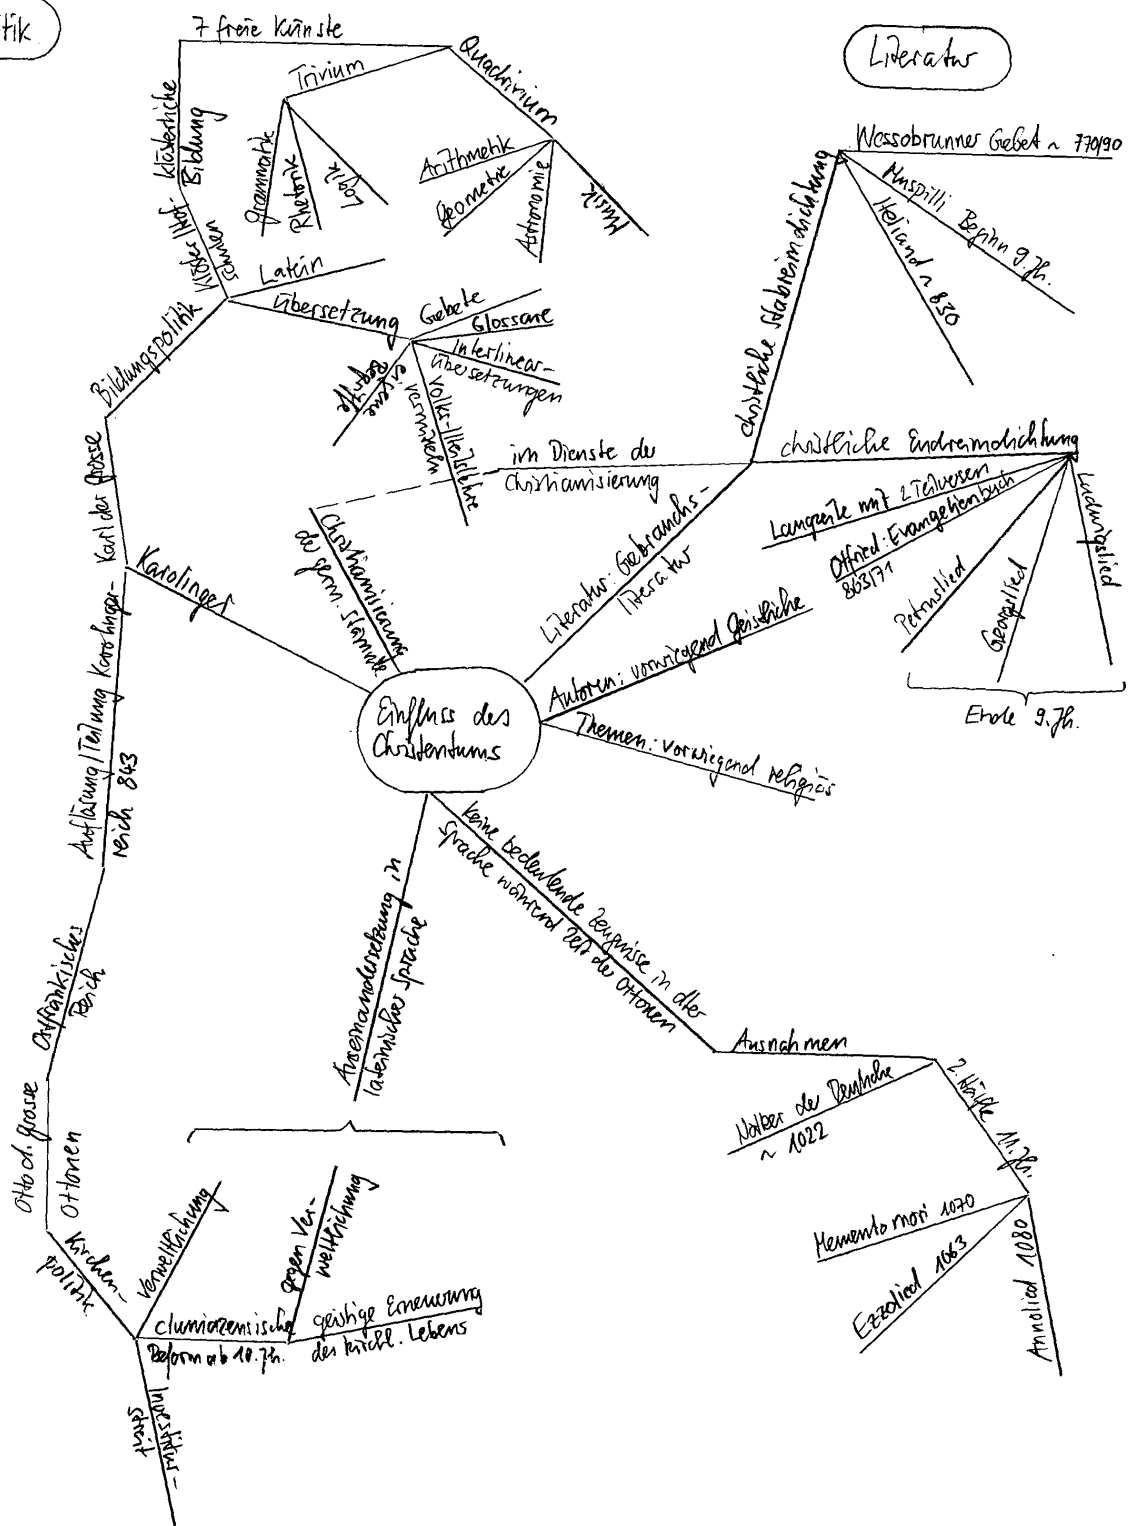 tik
7 freie Künste
klösterliche
Bildung
Trivium
Grammatik
Rhetorik
Logik
Quadrivium
Arithmetik
Geometrie
Astronomie
Musik
Klöster/Hof-
schulen
Latein
Übersetzung
Gebete
Glossare
Interlinear-
übersetzungen
Volks-/Heilslehre
vermitteln
Begriffe
Bildungspolitik
Karl der Grosse
Karolinger
Auflösung/Teilung Karolinger-
reich 843
Ostfränkisches
Reich
Otto d. Grosse
Ottonen
Kirchen-
politik
Verweltlichung
cluniazensische
Reform ab 10. Jh.
gegen Ver-
weltlichung
geistige Erneuerung
des kirchl. Lebens
Investitur-
streit
Christianisierung
der germ. Stämme
Einfluss des
Christentums
Literatur
Literatur: Gebrauchs-
literatur
im Dienste der
Christianisierung
christliche Stabreimdichtung
Wessobrunner Gebet ~ 770/90
Muspilli Beginn 9. Jh.
Heliand ~ 830
christliche Endreimdichtung
Langzeile mit 2 Teilversen
Otfried: Evangelienbuch
863/71
Petruslied
Georgslied
Ludwigslied
Ende 9. Jh.
Autoren: vorwiegend Geistliche
Themen: vorwiegend religiös
keine bedeutende Zeugnisse in dter
Sprache während Zeit der Ottonen
Ausnahmen
Notker der Deutsche
~ 1022
2. Hälfte 11. Jh.
Memento mori 1070
Ezzolied 1063
Annolied 1080
Auseinandersetzung in
lateinischer Sprache